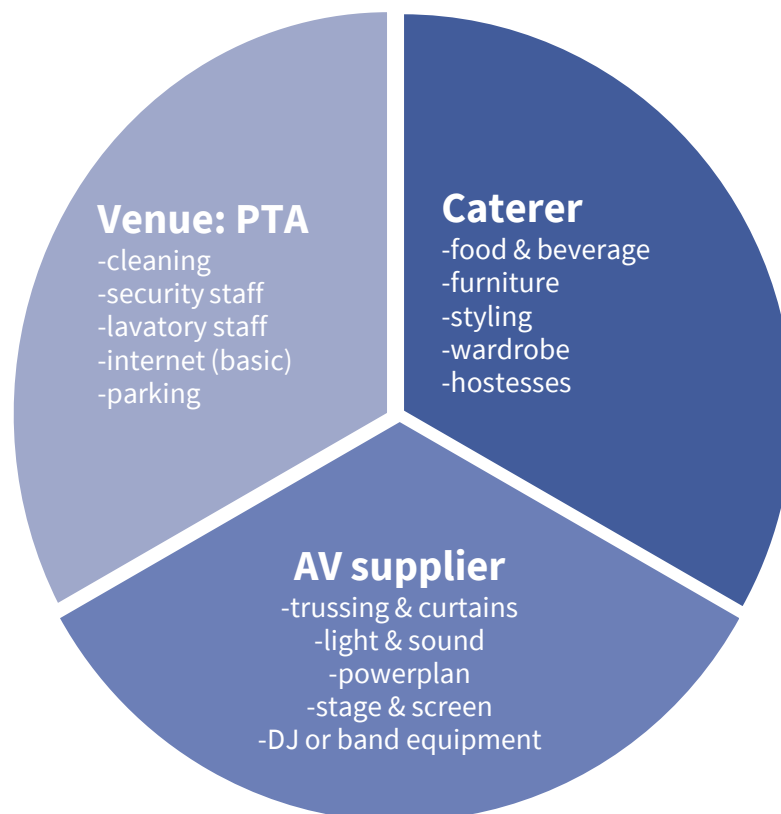 Venue: PTA
-cleaning
-security staff
-lavatory staff
-internet (basic)
-parking
Caterer
-food & beverage
-furniture
-styling
-wardrobe
-hostesses
AV supplier
-trussing & curtains
-light & sound
-powerplan
-stage & screen
-DJ or band equipment